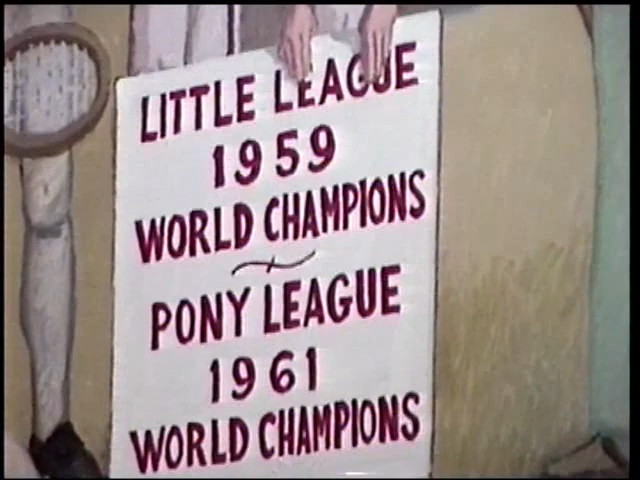 LITTLE LEAGUE
1959
WORLD CHAMPIONS
PONY LEAGUE
1961
WORLD CHAMPIONS